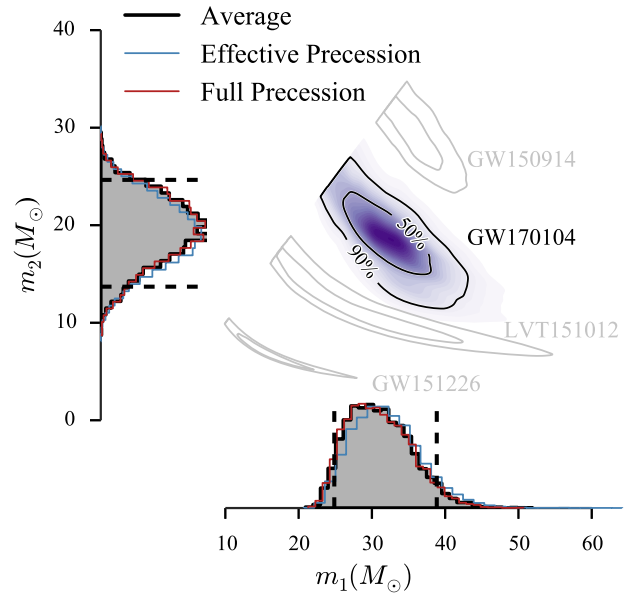 Average
Effective Precession
Full Precession
40
30
20
10
0
m₂(M⊙)
GW150914
GW170104
50%
90%
LVT151012
GW151226
10 20 30 40 50 60
m₁(M⊙)